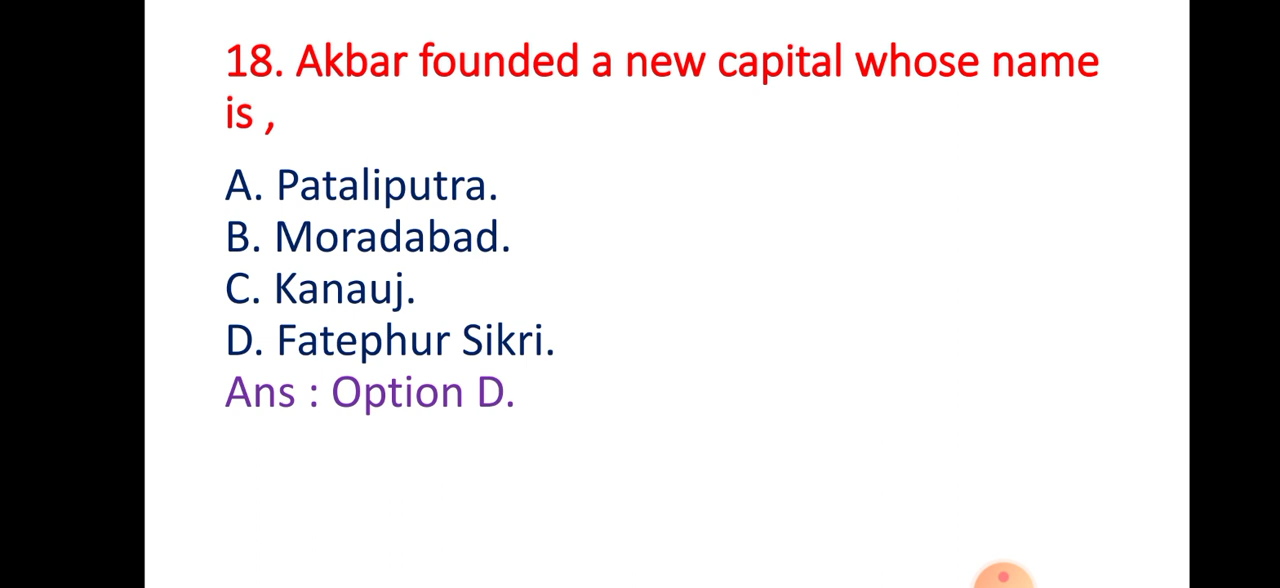 18. Akbar founded a new capital whose name
is ,
A. Pataliputra.
B. Moradabad.
C. Kanauj.
D. Fatephur Sikri.
Ans : Option D.